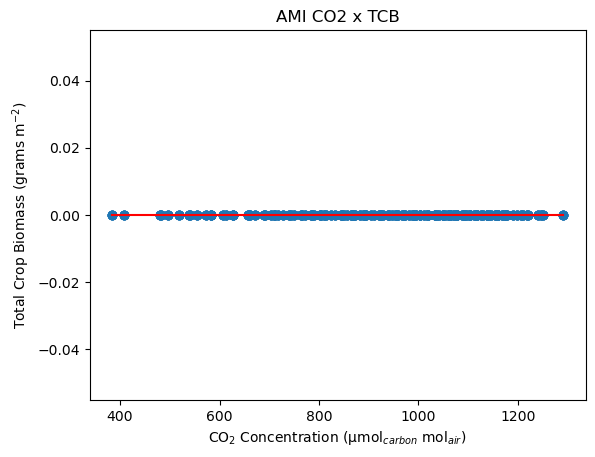 AMI CO2 x TCB
0.04
0.02
0.00
−0.02
−0.04
Total Crop Biomass (grams m⁻²)
400 600 800 1000 1200
CO₂ Concentration (μmol_carbon mol_air)